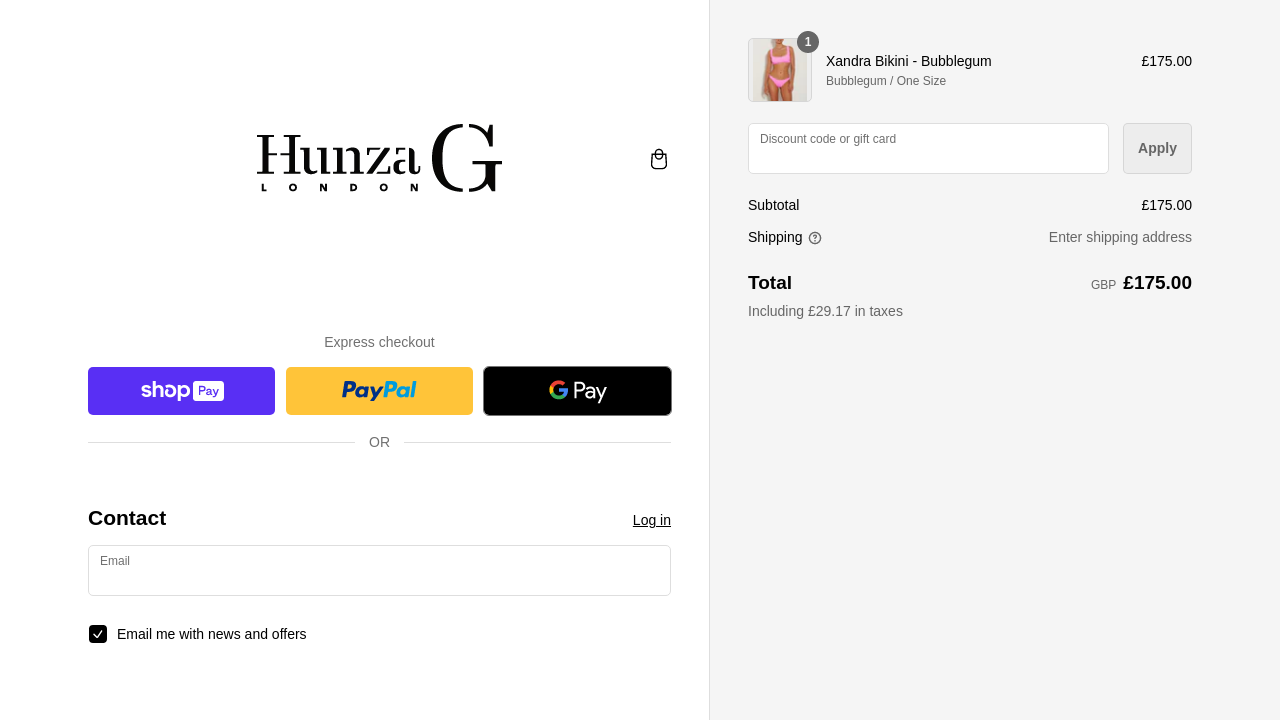 Hunza G
LONDON
Express checkout
shop Pay
PayPal
G Pay
OR
Contact
Log in
Email
Email me with news and offers
1
Xandra Bikini - Bubblegum
£175.00
Bubblegum / One Size
Discount code or gift card
Apply
Subtotal
£175.00
Shipping
Enter shipping address
Total
GBP £175.00
Including £29.17 in taxes